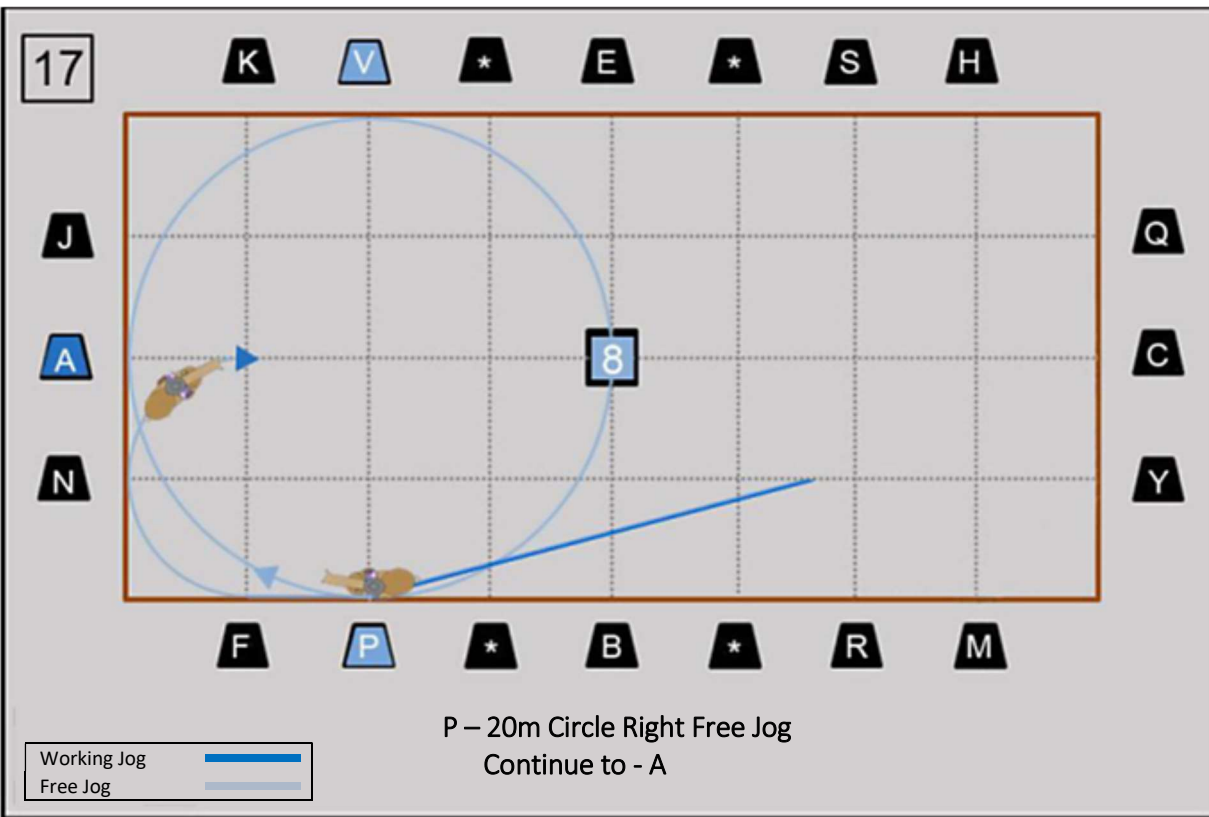 17
K V * E * S H
J Q
A 8 C
N Y
F P * B * R M
P – 20m Circle Right Free Jog
Continue to - A
Working Jog
Free Jog